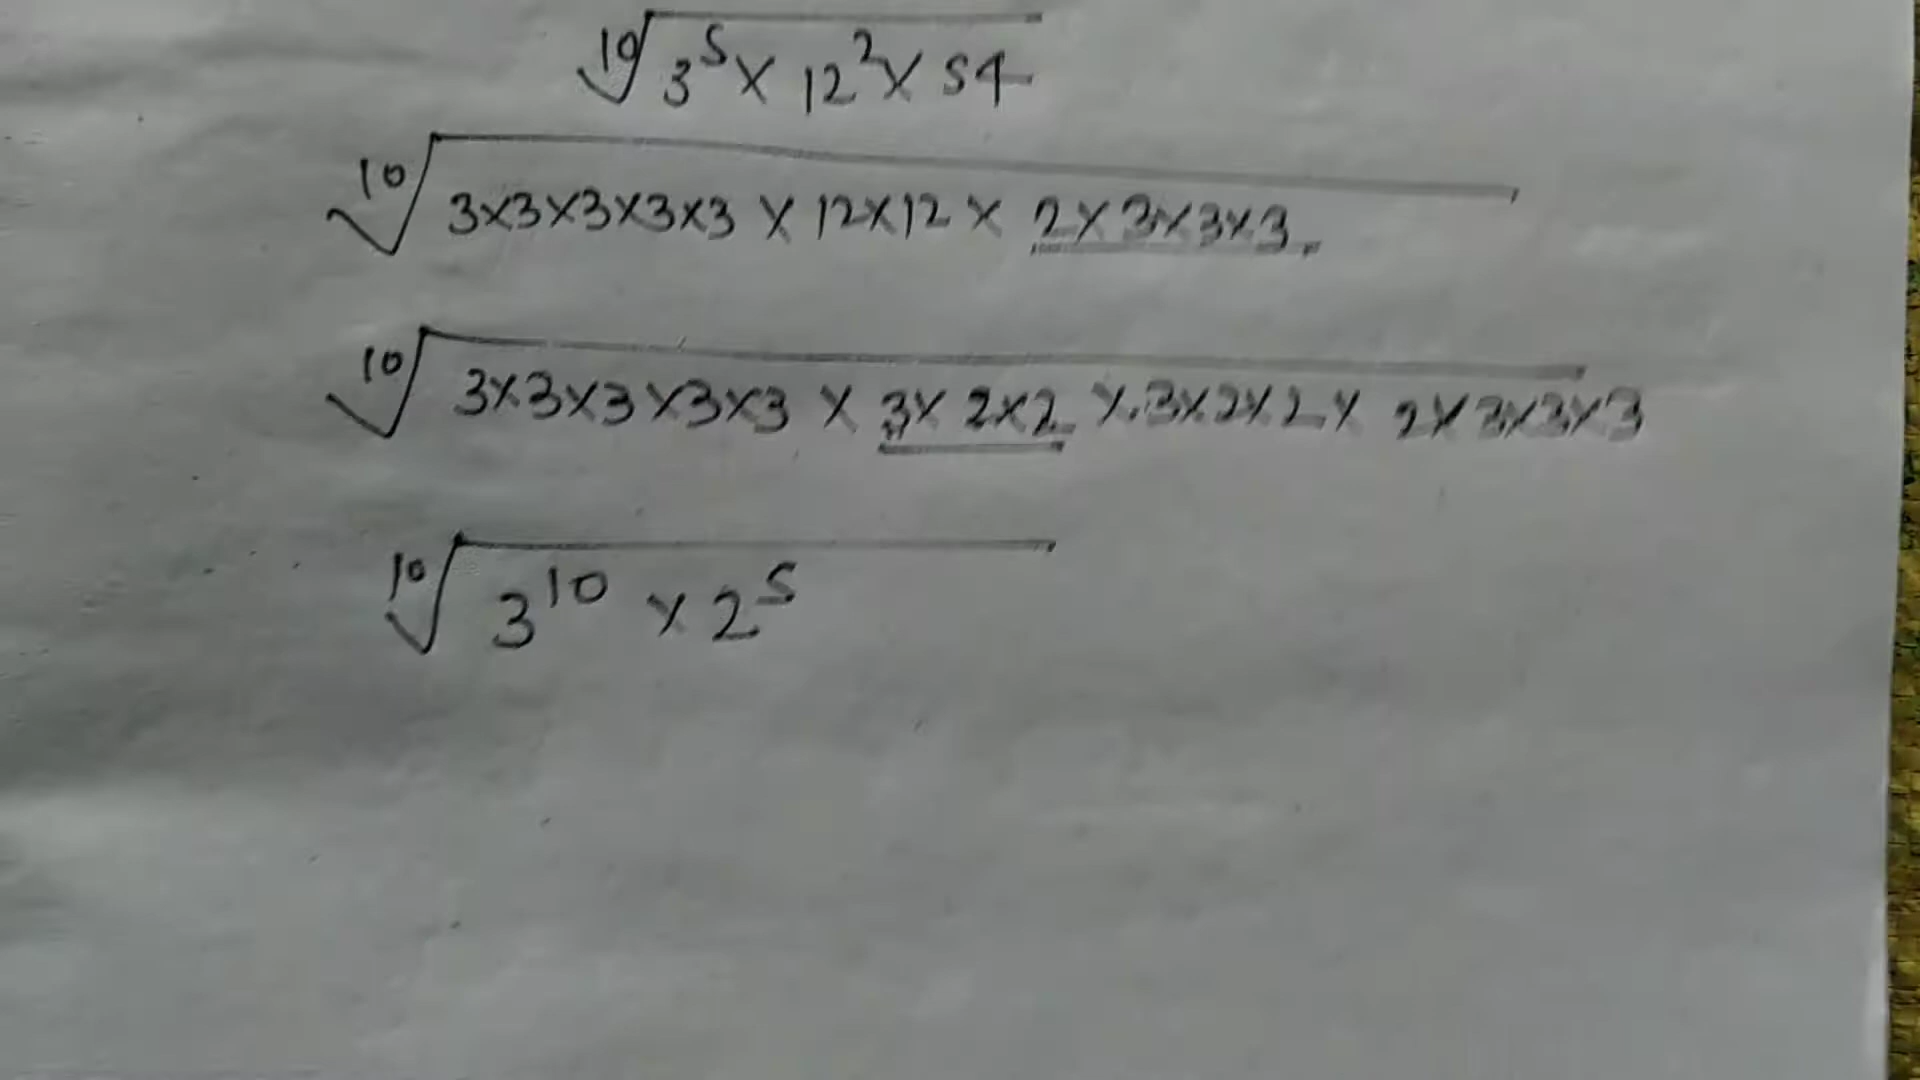 ¹⁰√3⁵ × 12² × 54
¹⁰√3×3×3×3×3 × 12×12 × 2×3×3×3
¹⁰√3×3×3×3×3 × 3×2×2 × 3×2×2 × 2×3×3×3
¹⁰√3¹⁰ × 2⁵